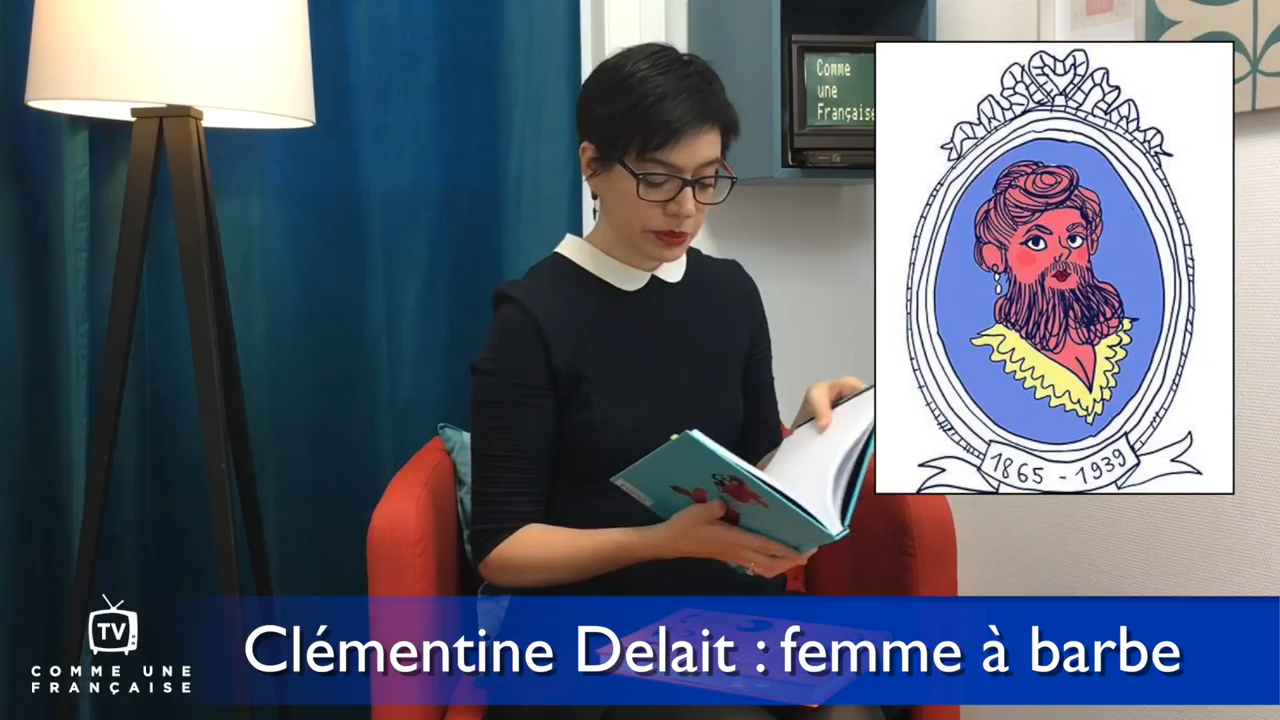 Comme
une
Française
1865 - 1939
TV
COMME UNE
FRANÇAISE
Clémentine Delait : femme à barbe